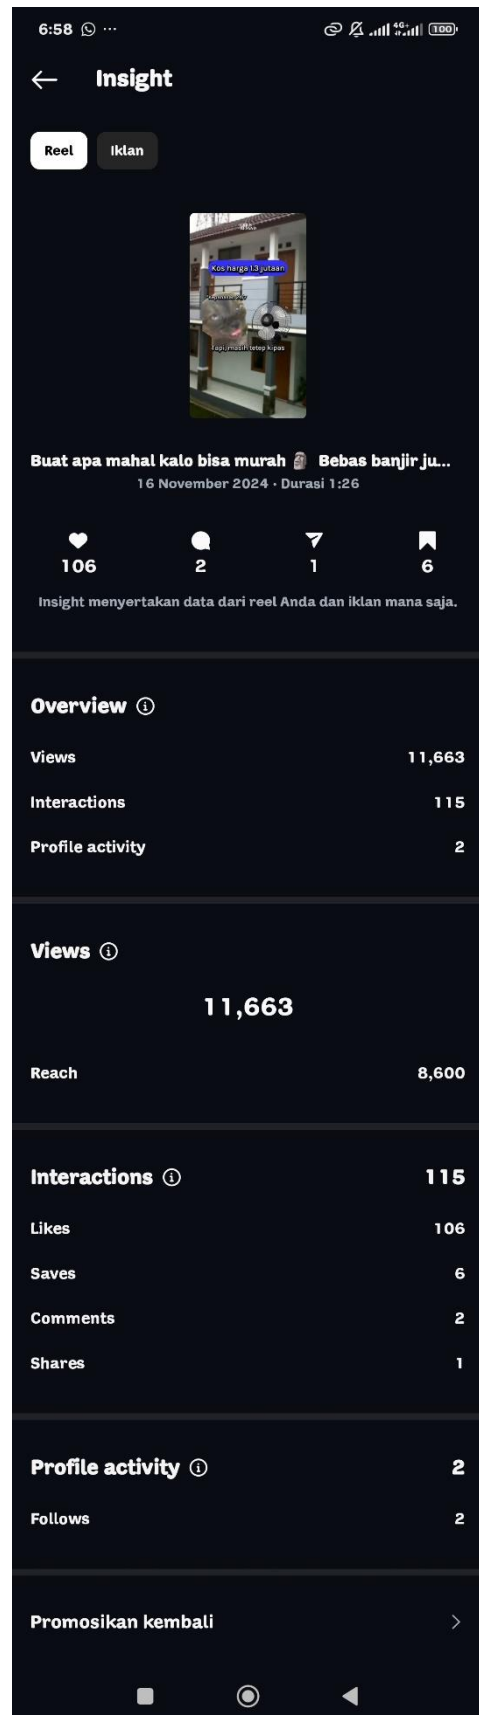 6:58 ...
4G+ 100
Insight
Reel
Iklan
Kos harga 1.3 jutaan
Tapi, masih tetep kipas
Buat apa mahal kalo bisa murah 🗿 Bebas banjir ju...
16 November 2024 · Durasi 1:26
106 2 1 6
Insight menyertakan data dari reel Anda dan iklan mana saja.
Overview
Views 11,663
Interactions 115
Profile activity 2
Views
11,663
Reach 8,600
Interactions 115
Likes 106
Saves 6
Comments 2
Shares 1
Profile activity 2
Follows 2
Promosikan kembali